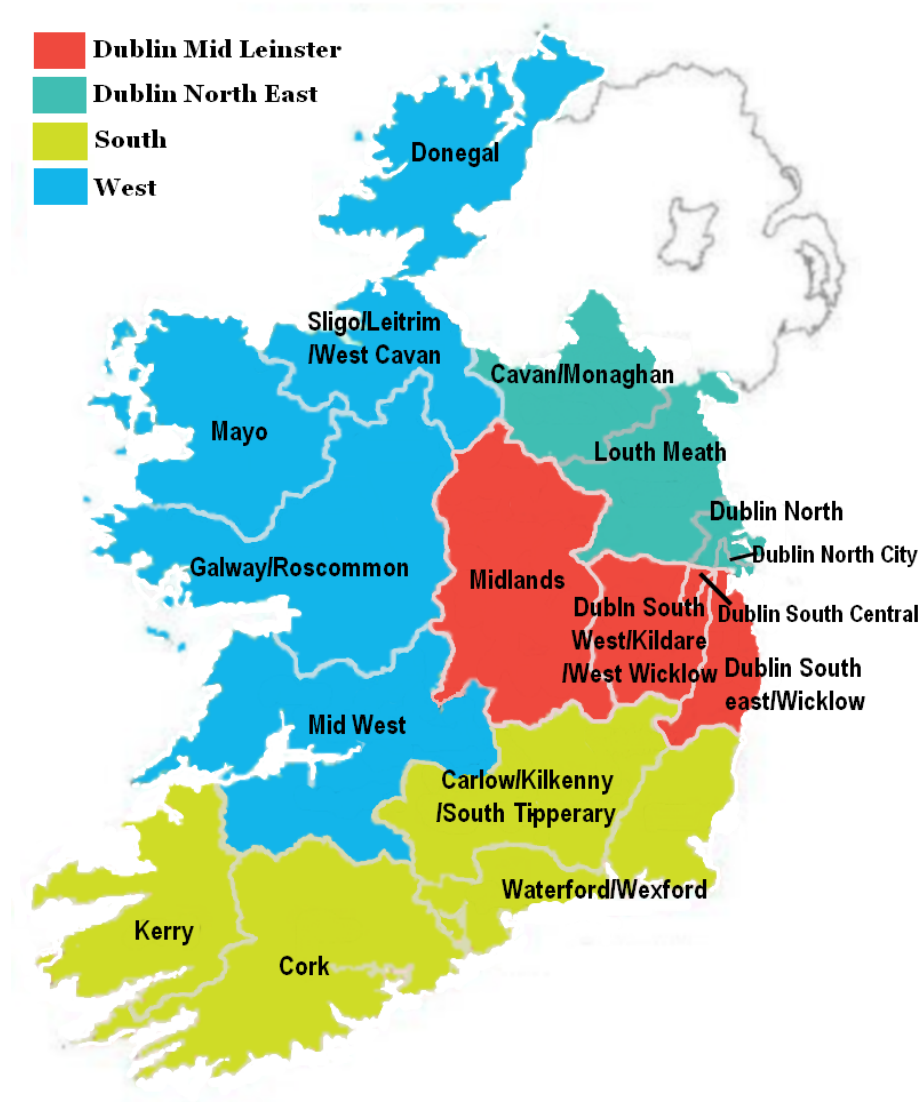 Dublin Mid Leinster
Dublin North East
South
West
Donegal
Sligo/Leitrim
/West Cavan
Cavan/Monaghan
Mayo
Louth Meath
Dublin North
Dublin North City
Galway/Roscommon
Midlands
Dubln South
West/Kildare
/West Wicklow
Dublin South Central
Dublin South
east/Wicklow
Mid West
Carlow/Kilkenny
/South Tipperary
Waterford/Wexford
Kerry
Cork